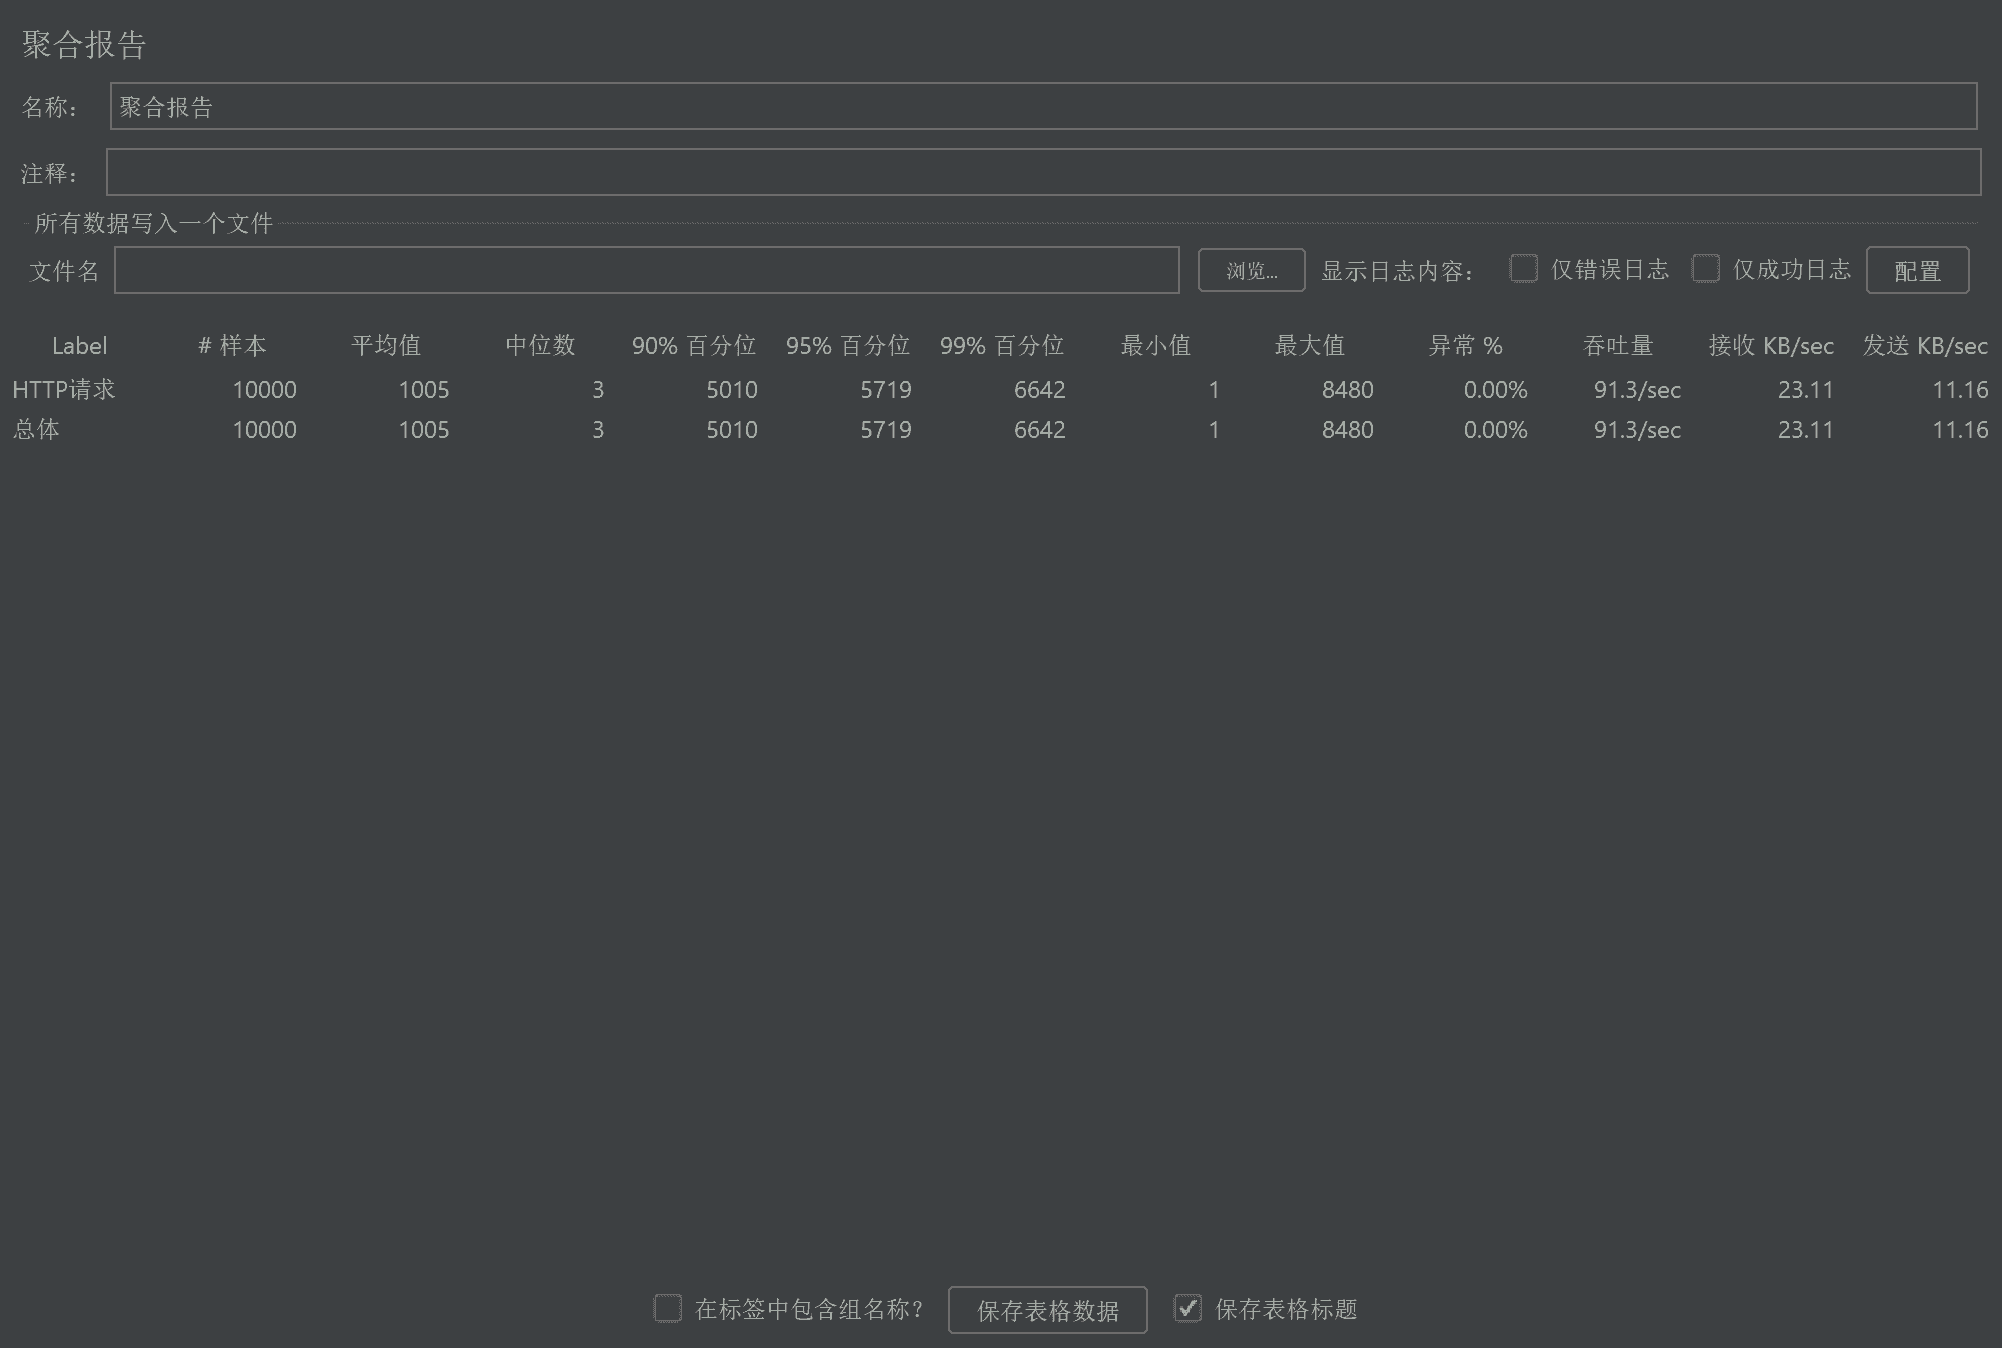 聚合报告
名称： 聚合报告
注释：
所有数据写入一个文件
文件名 浏览... 显示日志内容： 仅错误日志 仅成功日志 配置
Label # 样本 平均值 中位数 90% 百分位 95% 百分位 99% 百分位 最小值 最大值 异常 % 吞吐量 接收 KB/sec 发送 KB/sec
HTTP请求 10000 1005 3 5010 5719 6642 1 8480 0.00% 91.3/sec 23.11 11.16
总体 10000 1005 3 5010 5719 6642 1 8480 0.00% 91.3/sec 23.11 11.16
在标签中包含组名称？ 保存表格数据 保存表格标题